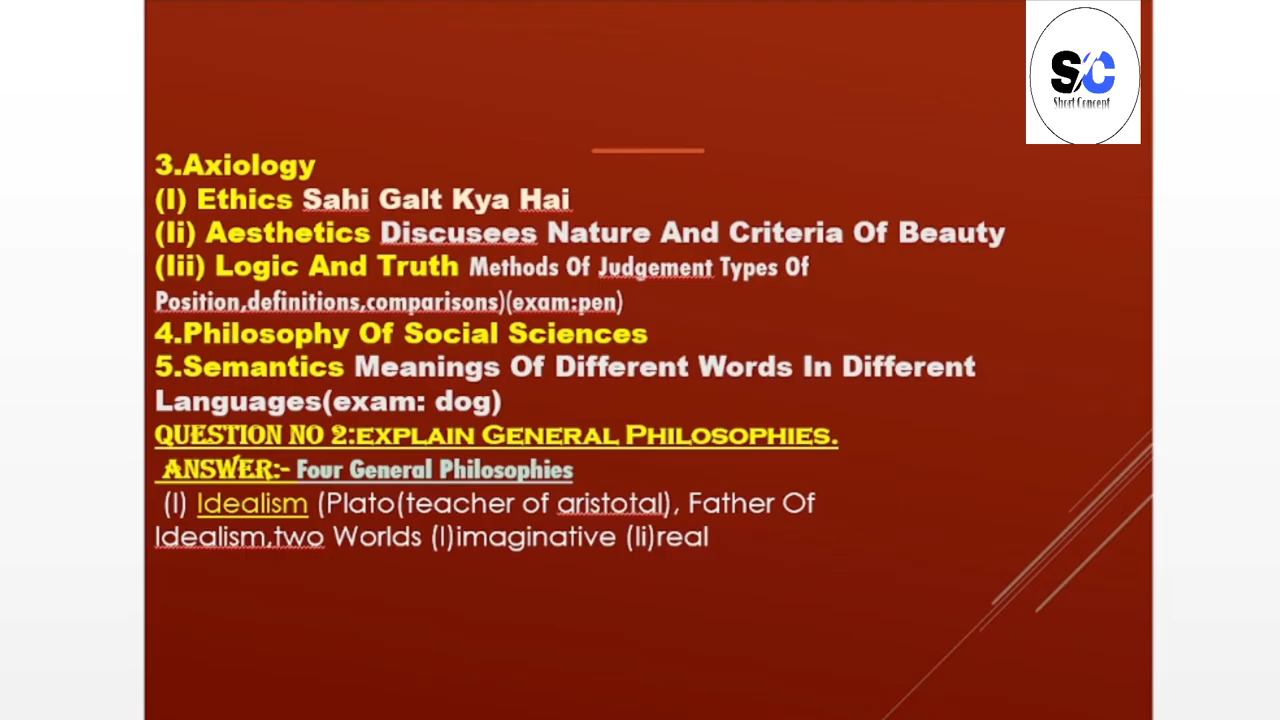 S/C
Short Concept
3.Axiology
(I) Ethics Sahi Galt Kya Hai
(Ii) Aesthetics Discusees Nature And Criteria Of Beauty
(Iii) Logic And Truth Methods Of Judgement Types Of
Position,definitions,comparisons)(exam:pen)
4.Philosophy Of Social Sciences
5.Semantics Meanings Of Different Words In Different
Languages(exam: dog)
QUESTION NO 2:EXPLAIN GENERAL PHILOSOPHIES.
ANSWER:- Four General Philosophies
(I) Idealism (Plato(teacher of aristotal), Father Of
Idealism,two Worlds (I)imaginative (Ii)real